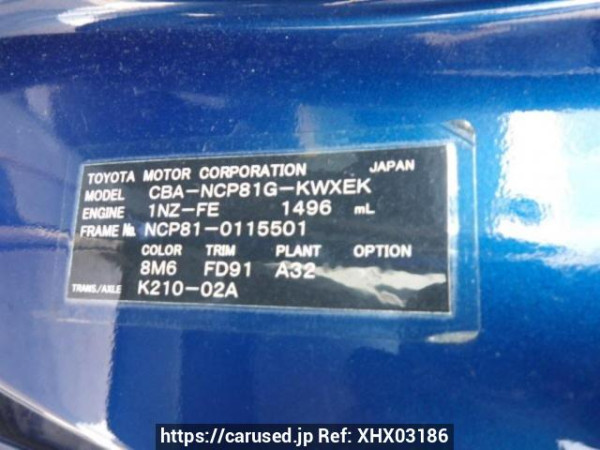 TOYOTA MOTOR CORPORATION JAPAN
MODEL CBA-NCP81G-KWXEK
ENGINE 1NZ-FE 1496 mL
FRAME No. NCP81-0115501
COLOR TRIM PLANT OPTION
8M6 FD91 A32
TRANS./AXLE K210-02A
https://carused.jp Ref: XHX03186